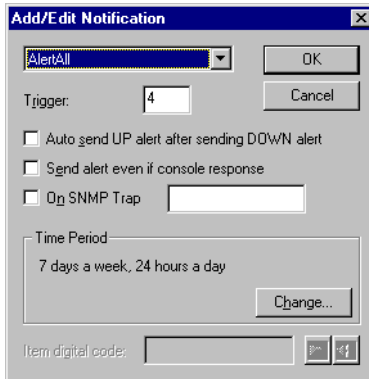 Add/Edit Notification
AlertAll
OK
Trigger: 4
Cancel
Auto send UP alert after sending DOWN alert
Send alert even if console response
On SNMP Trap
Time Period
7 days a week, 24 hours a day
Change...
Item digital code: